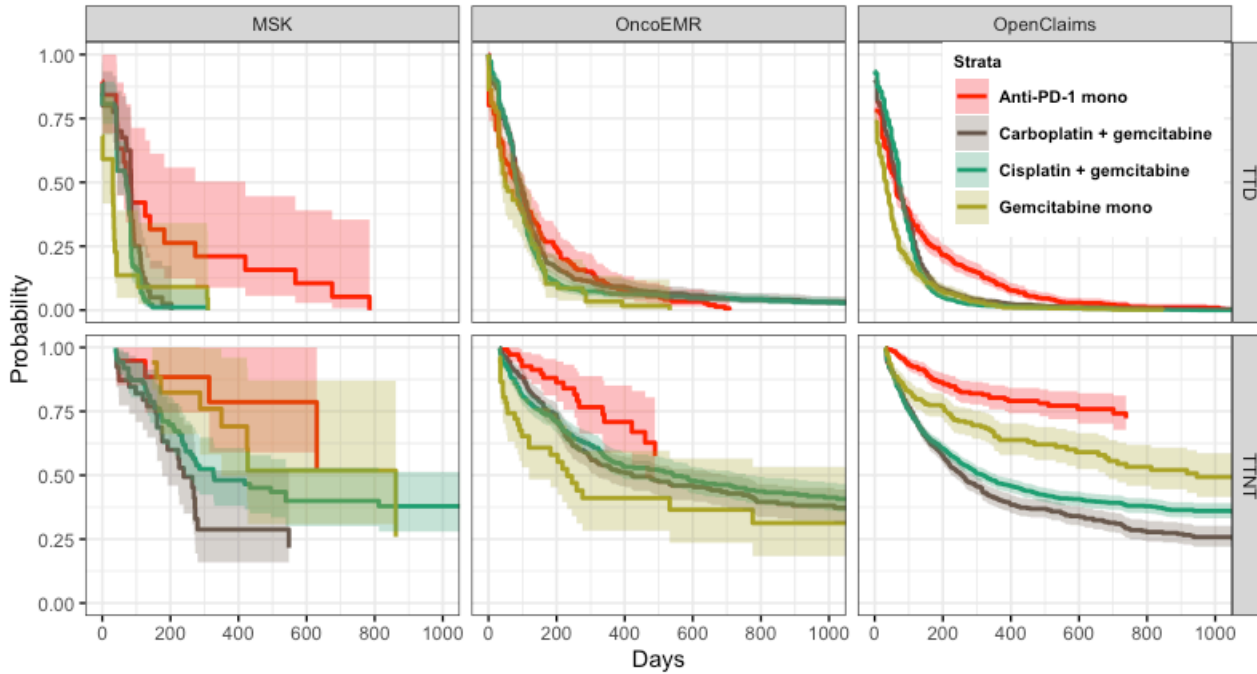 MSK OncoEMR OpenClaims
Strata
Anti-PD-1 mono
Carboplatin + gemcitabine
Cisplatin + gemcitabine
Gemcitabine mono
1.00
0.75
0.50
0.25
0.00
TTD
Probability
1.00
0.75
0.50
0.25
0.00
TTNT
0 200 400 600 800 1000 0 200 400 600 800 1000 0 200 400 600 800 1000
Days